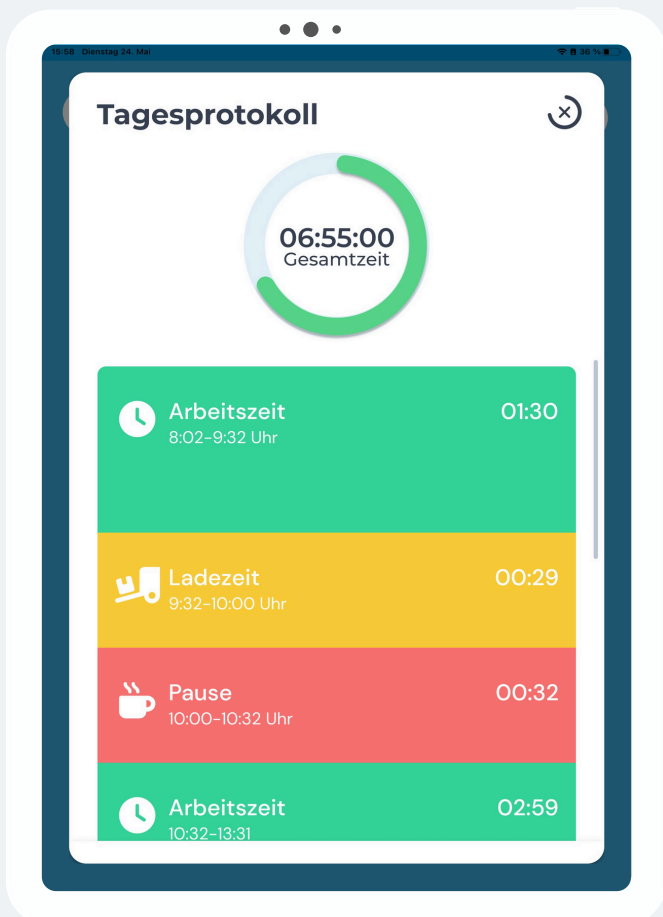 15:58 Dienstag 24. Mai 36 %
Tagesprotokoll
06:55:00
Gesamtzeit
Arbeitszeit 01:30
8:02-9:32 Uhr
Ladezeit 00:29
9:32-10:00 Uhr
Pause 00:32
10:00-10:32 Uhr
Arbeitszeit 02:59
10:32-13:31